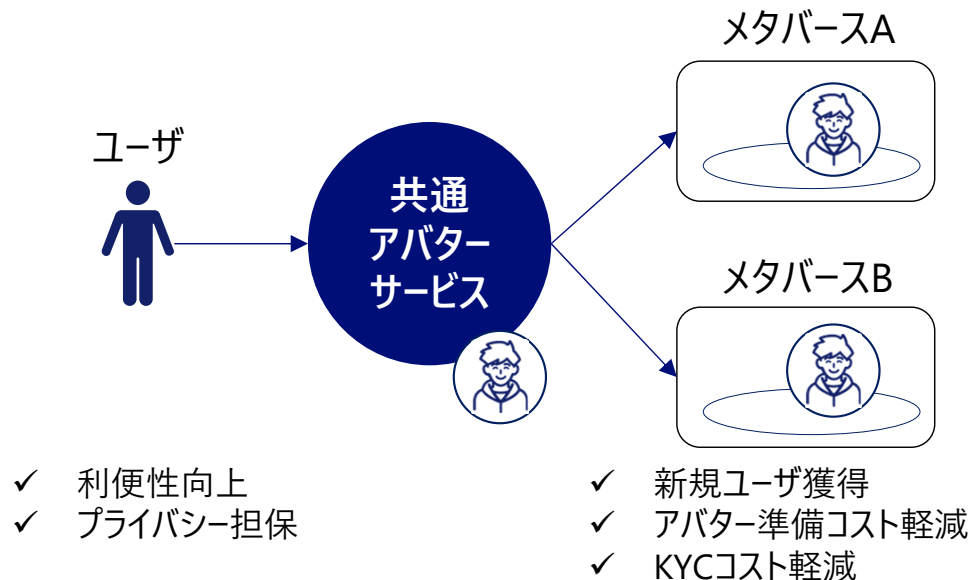 メタバースA
ユーザ
共通
アバター
サービス
メタバースB
✓ 利便性向上
✓ プライバシー担保
✓ 新規ユーザ獲得
✓ アバター準備コスト軽減
✓ KYCコスト軽減